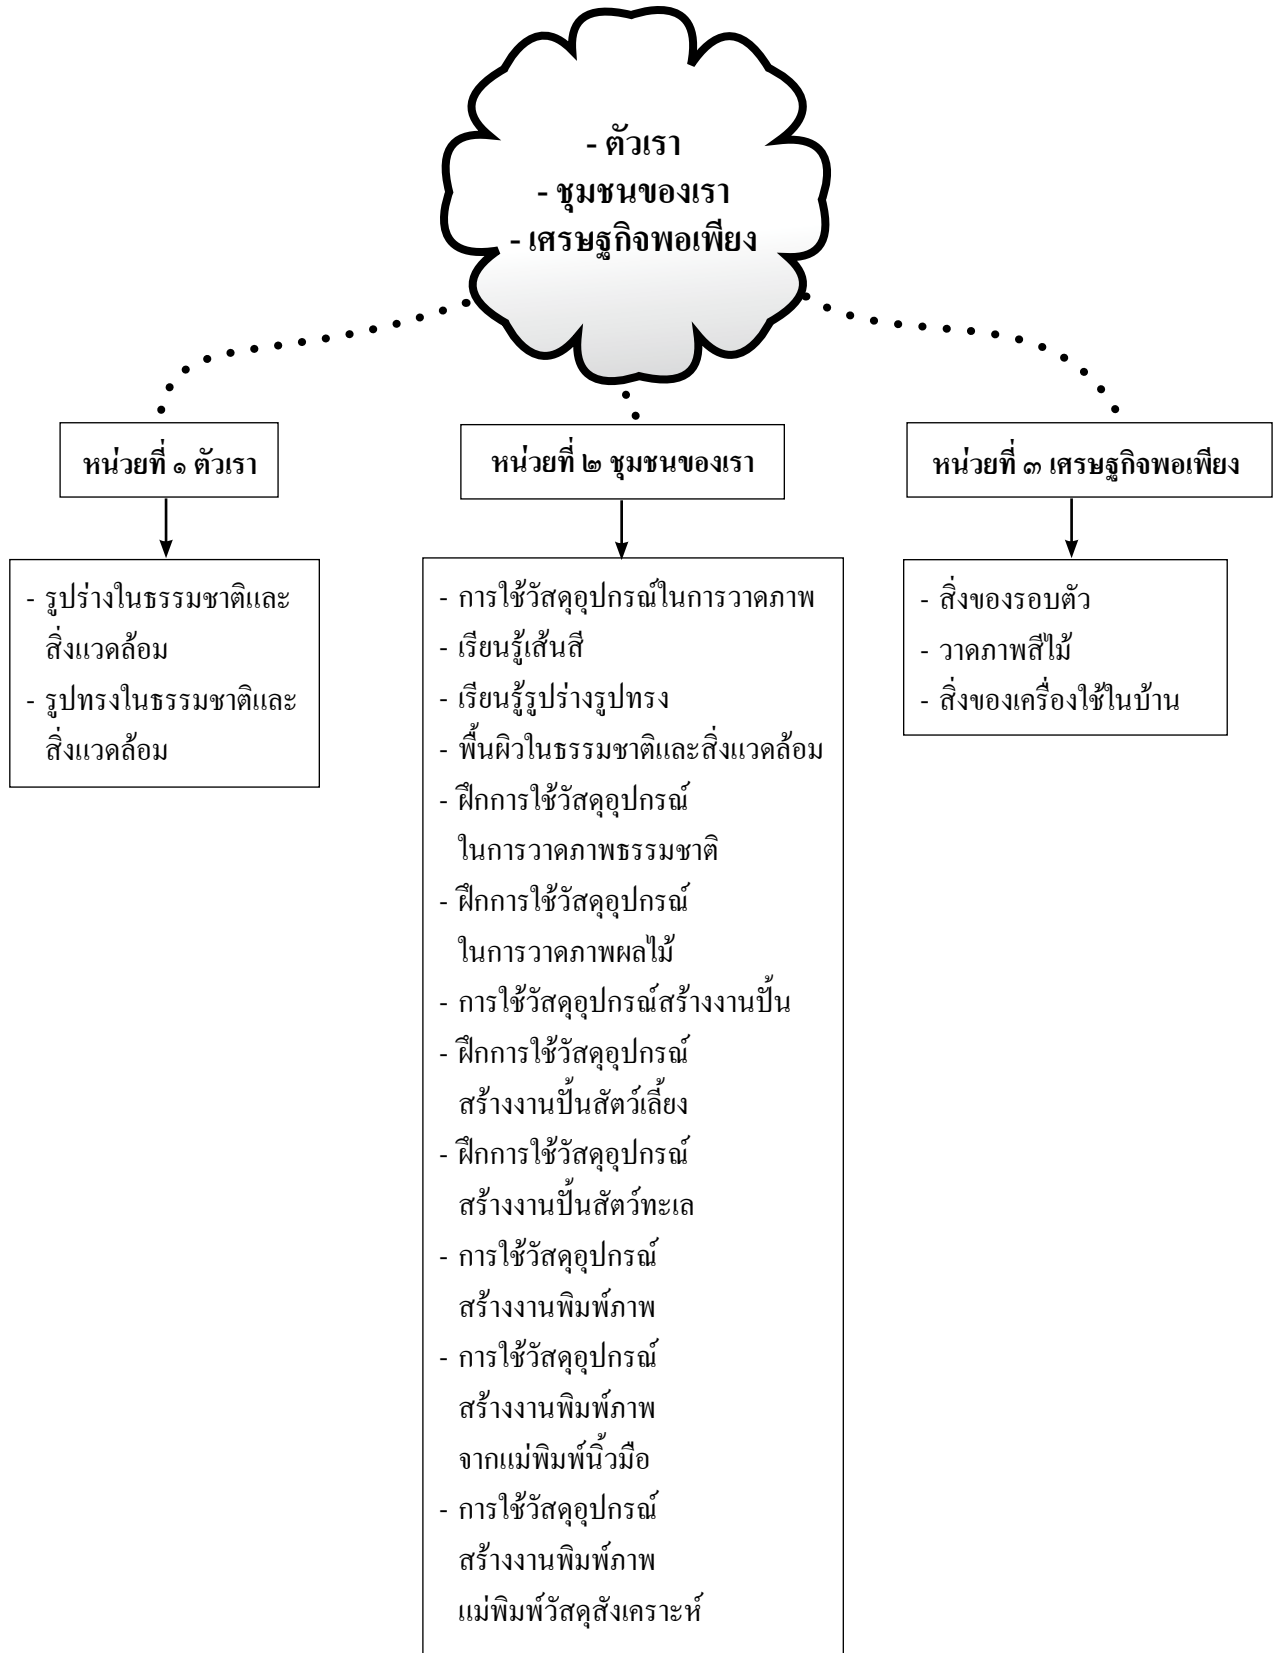 - ตัวเรา
- ชุมชนของเรา
- เศรษฐกิจพอเพียง
หน่วยที่ ๑ ตัวเรา
- รูปร่างในธรรมชาติและ
สิ่งแวดล้อม
- รูปทรงในธรรมชาติและ
สิ่งแวดล้อม
หน่วยที่ ๒ ชุมชนของเรา
- การใช้วัสดุอุปกรณ์ในการวาดภาพ
- เรียนรู้เส้นสี
- เรียนรู้รูปร่างรูปทรง
- พื้นผิวในธรรมชาติและสิ่งแวดล้อม
- ฝึกการใช้วัสดุอุปกรณ์
ในการวาดภาพธรรมชาติ
- ฝึกการใช้วัสดุอุปกรณ์
ในการวาดภาพผลไม้
- การใช้วัสดุอุปกรณ์สร้างงานปั้น
- ฝึกการใช้วัสดุอุปกรณ์
สร้างงานปั้นสัตว์เลี้ยง
- ฝึกการใช้วัสดุอุปกรณ์
สร้างงานปั้นสัตว์ทะเล
- การใช้วัสดุอุปกรณ์
สร้างงานพิมพ์ภาพ
- การใช้วัสดุอุปกรณ์
สร้างงานพิมพ์ภาพ
จากแม่พิมพ์นิ้วมือ
- การใช้วัสดุอุปกรณ์
สร้างงานพิมพ์ภาพ
แม่พิมพ์วัสดุสังเคราะห์
หน่วยที่ ๓ เศรษฐกิจพอเพียง
- สิ่งของรอบตัว
- วาดภาพสีไม้
- สิ่งของเครื่องใช้ในบ้าน